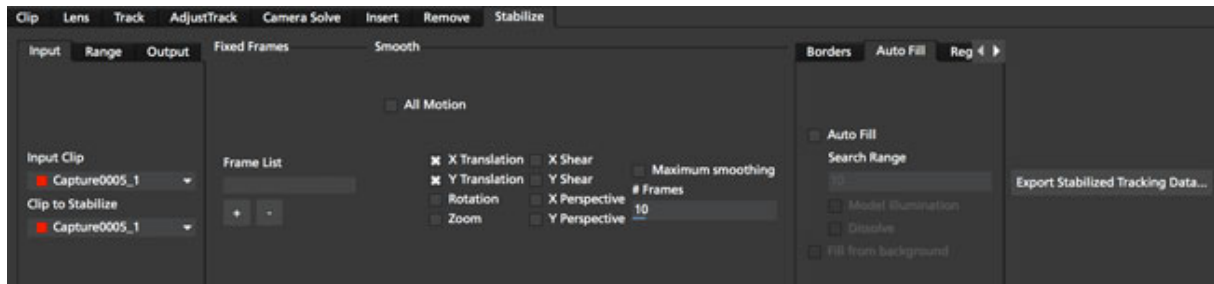 Clip Lens Track AdjustTrack Camera Solve Insert Remove Stabilize
Input Range Output Fixed Frames Smooth Borders Auto Fill Reg
All Motion
Auto Fill
Input Clip Frame List X Translation X Shear Maximum smoothing Search Range
Capture0005_1 Y Translation Y Shear # Frames 10 Export Stabilized Tracking Data...
Clip to Stabilize Rotation X Perspective 10 Model Illumination
Capture0005_1 + - Zoom Y Perspective Dissolve
Fill from background